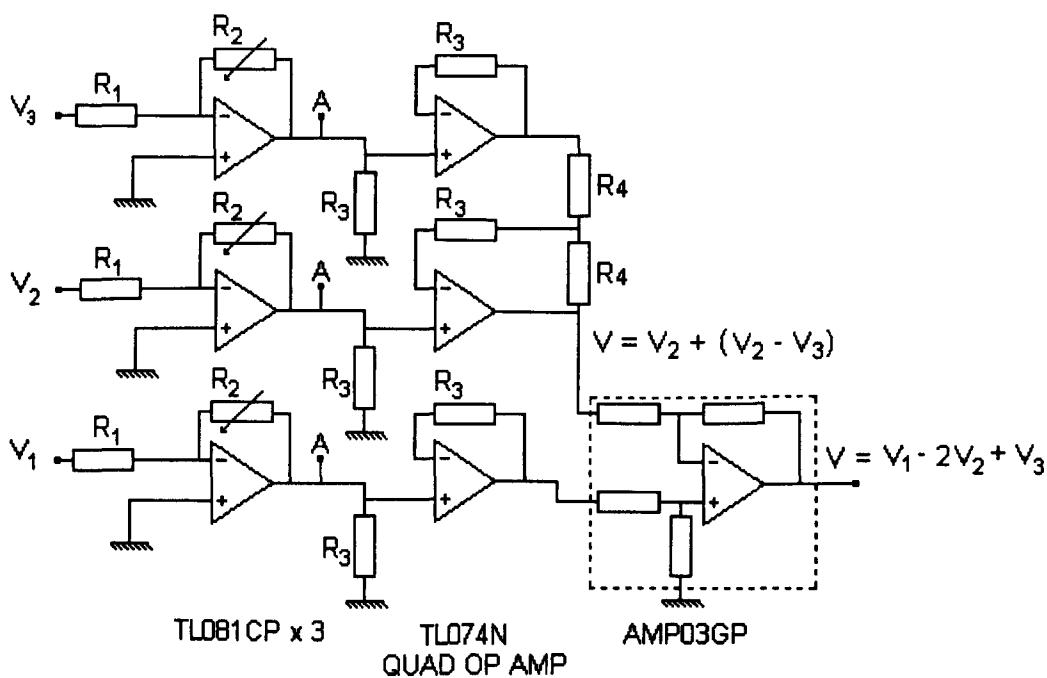 R₂
R₃
V₃
R₁
A
R₄
R₃
R₂
R₃
R₁
A
R₄
V₂
V = V₂ + (V₂ - V₃)
R₃
R₂
R₃
R₁
A
V₁
V = V₁ - 2V₂ + V₃
R₃
TL081CP x 3
TL074N
AMP03GP
QUAD OP AMP